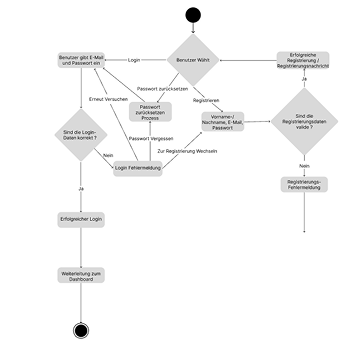 Erfolgreiche
Registrierung /
Registrierungsnachricht
Benutzer gibt E-Mail
und Passwort ein
Login
Benutzer Wählt
Ja
Passwort zurücksetzen
Erneut Versuchen
Registrieren
Passwort
zurücksetzen
Prozess
Vorname-/
Nachname, E-Mail,
Passwort
Sind die
Registrierungsdaten
valide ?
Sind die Login-
Daten korrekt ?
Passwort Vergessen
Nein
Zur Registrierung Wechseln
Login Fehlermeldung
Nein
Ja
Registrierungs-
Fehlermeldung
Erfolgreicher Login
Weiterleitung zum
Dashboard